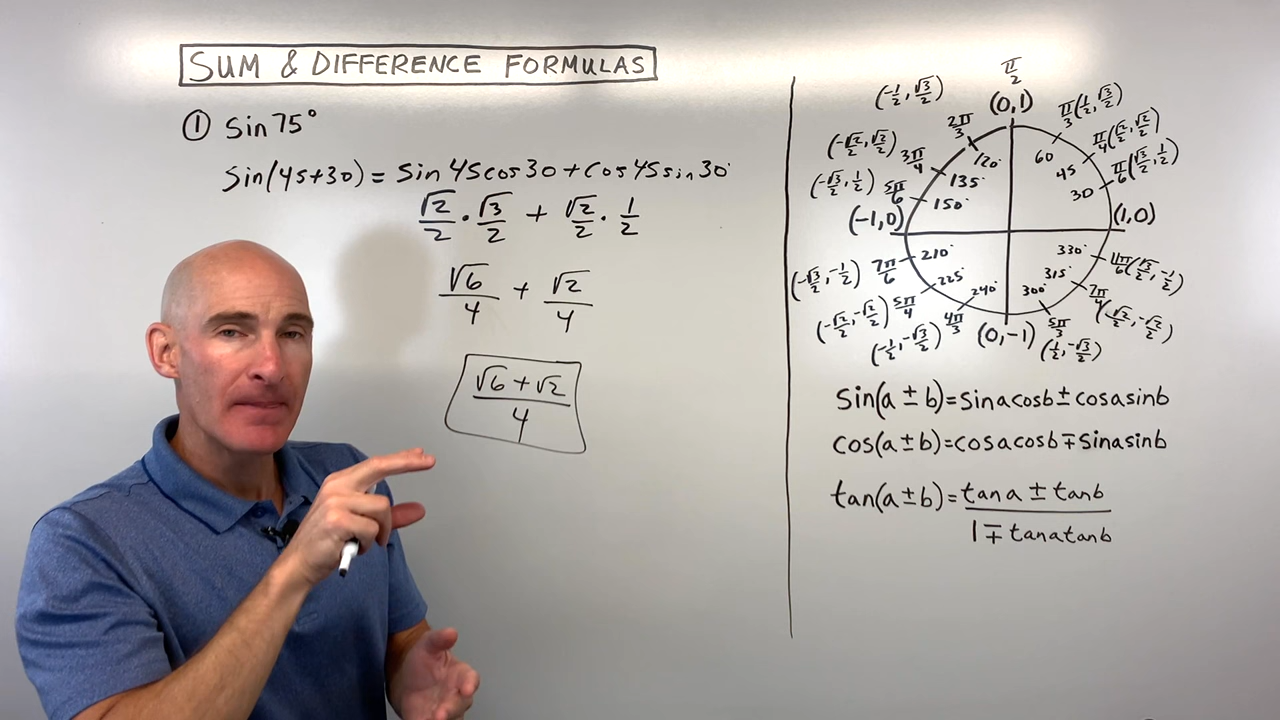 SUM & DIFFERENCE FORMULAS
① sin 75°
sin(45+30) = sin 45 cos 30 + cos 45 sin 30°
√2/2 · √3/2 + √2/2 · 1/2
√6/4 + √2/4
(√6 + √2)/4
π/2
(0,1)
π/3 (1/2, √3/2)
60
π/4 (√2/2, √2/2)
45
π/6 (√3/2, 1/2)
30
(1,0)
(-1/2, √3/2)
2π/3
120°
(-√2/2, √2/2) 3π/4
135°
(-√3/2, 1/2) 5π/6
150°
(-1,0)
(-√3/2, -1/2) 7π/6
210°
(-√2/2, -√2/2) 5π/4
225°
(-1/2, -√3/2) 4π/3
240°
(0,-1)
300°
5π/3
(1/2, -√3/2)
315°
7π/4
(√2/2, -√2/2)
330°
11π/6 (√3/2, -1/2)
sin(a ± b) = sin a cos b ± cos a sin b
cos(a ± b) = cos a cos b ∓ sin a sin b
tan(a ± b) = (tan a ± tan b)/(1 ∓ tan a tan b)